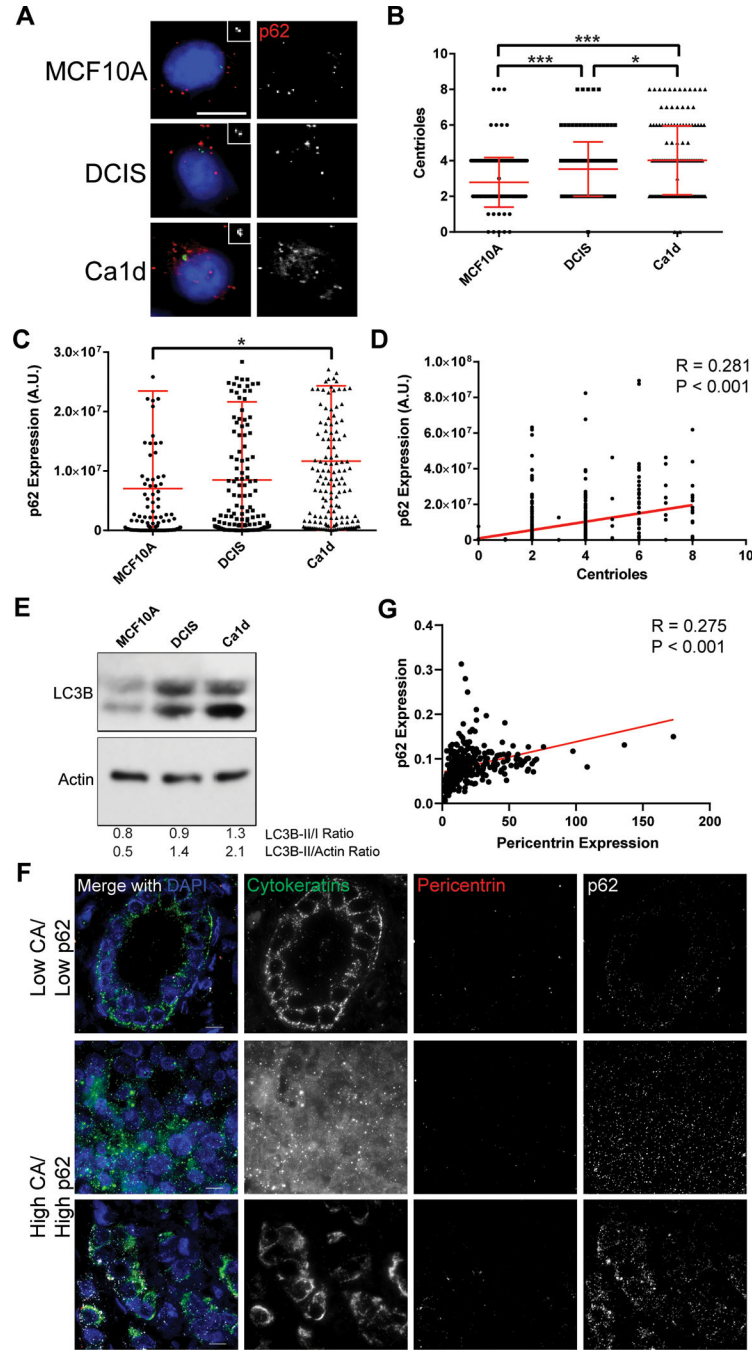 A
p62
MCF10A
DCIS
Ca1d
B
***
***
*
Centrioles
10
8
6
4
2
0
MCF10A
DCIS
Ca1d
C
*
p62 Expression (A.U.)
3.0×10⁷
2.0×10⁷
1.0×10⁷
0
MCF10A
DCIS
Ca1d
D
R = 0.281
P < 0.001
p62 Expression (A.U.)
1.0×10⁸
8.0×10⁷
6.0×10⁷
4.0×10⁷
2.0×10⁷
0
0 2 4 6 8 10
Centrioles
E
MCF10A DCIS Ca1d
LC3B
Actin
0.8 0.9 1.3 LC3B-II/I Ratio
0.5 1.4 2.1 LC3B-II/Actin Ratio
G
R = 0.275
P < 0.001
p62 Expression
0.4
0.3
0.2
0.1
0.0
0 50 100 150 200
Pericentrin Expression
F
Merge with DAPI
Cytokeratins
Pericentrin
p62
Low CA/
Low p62
High CA/
High p62